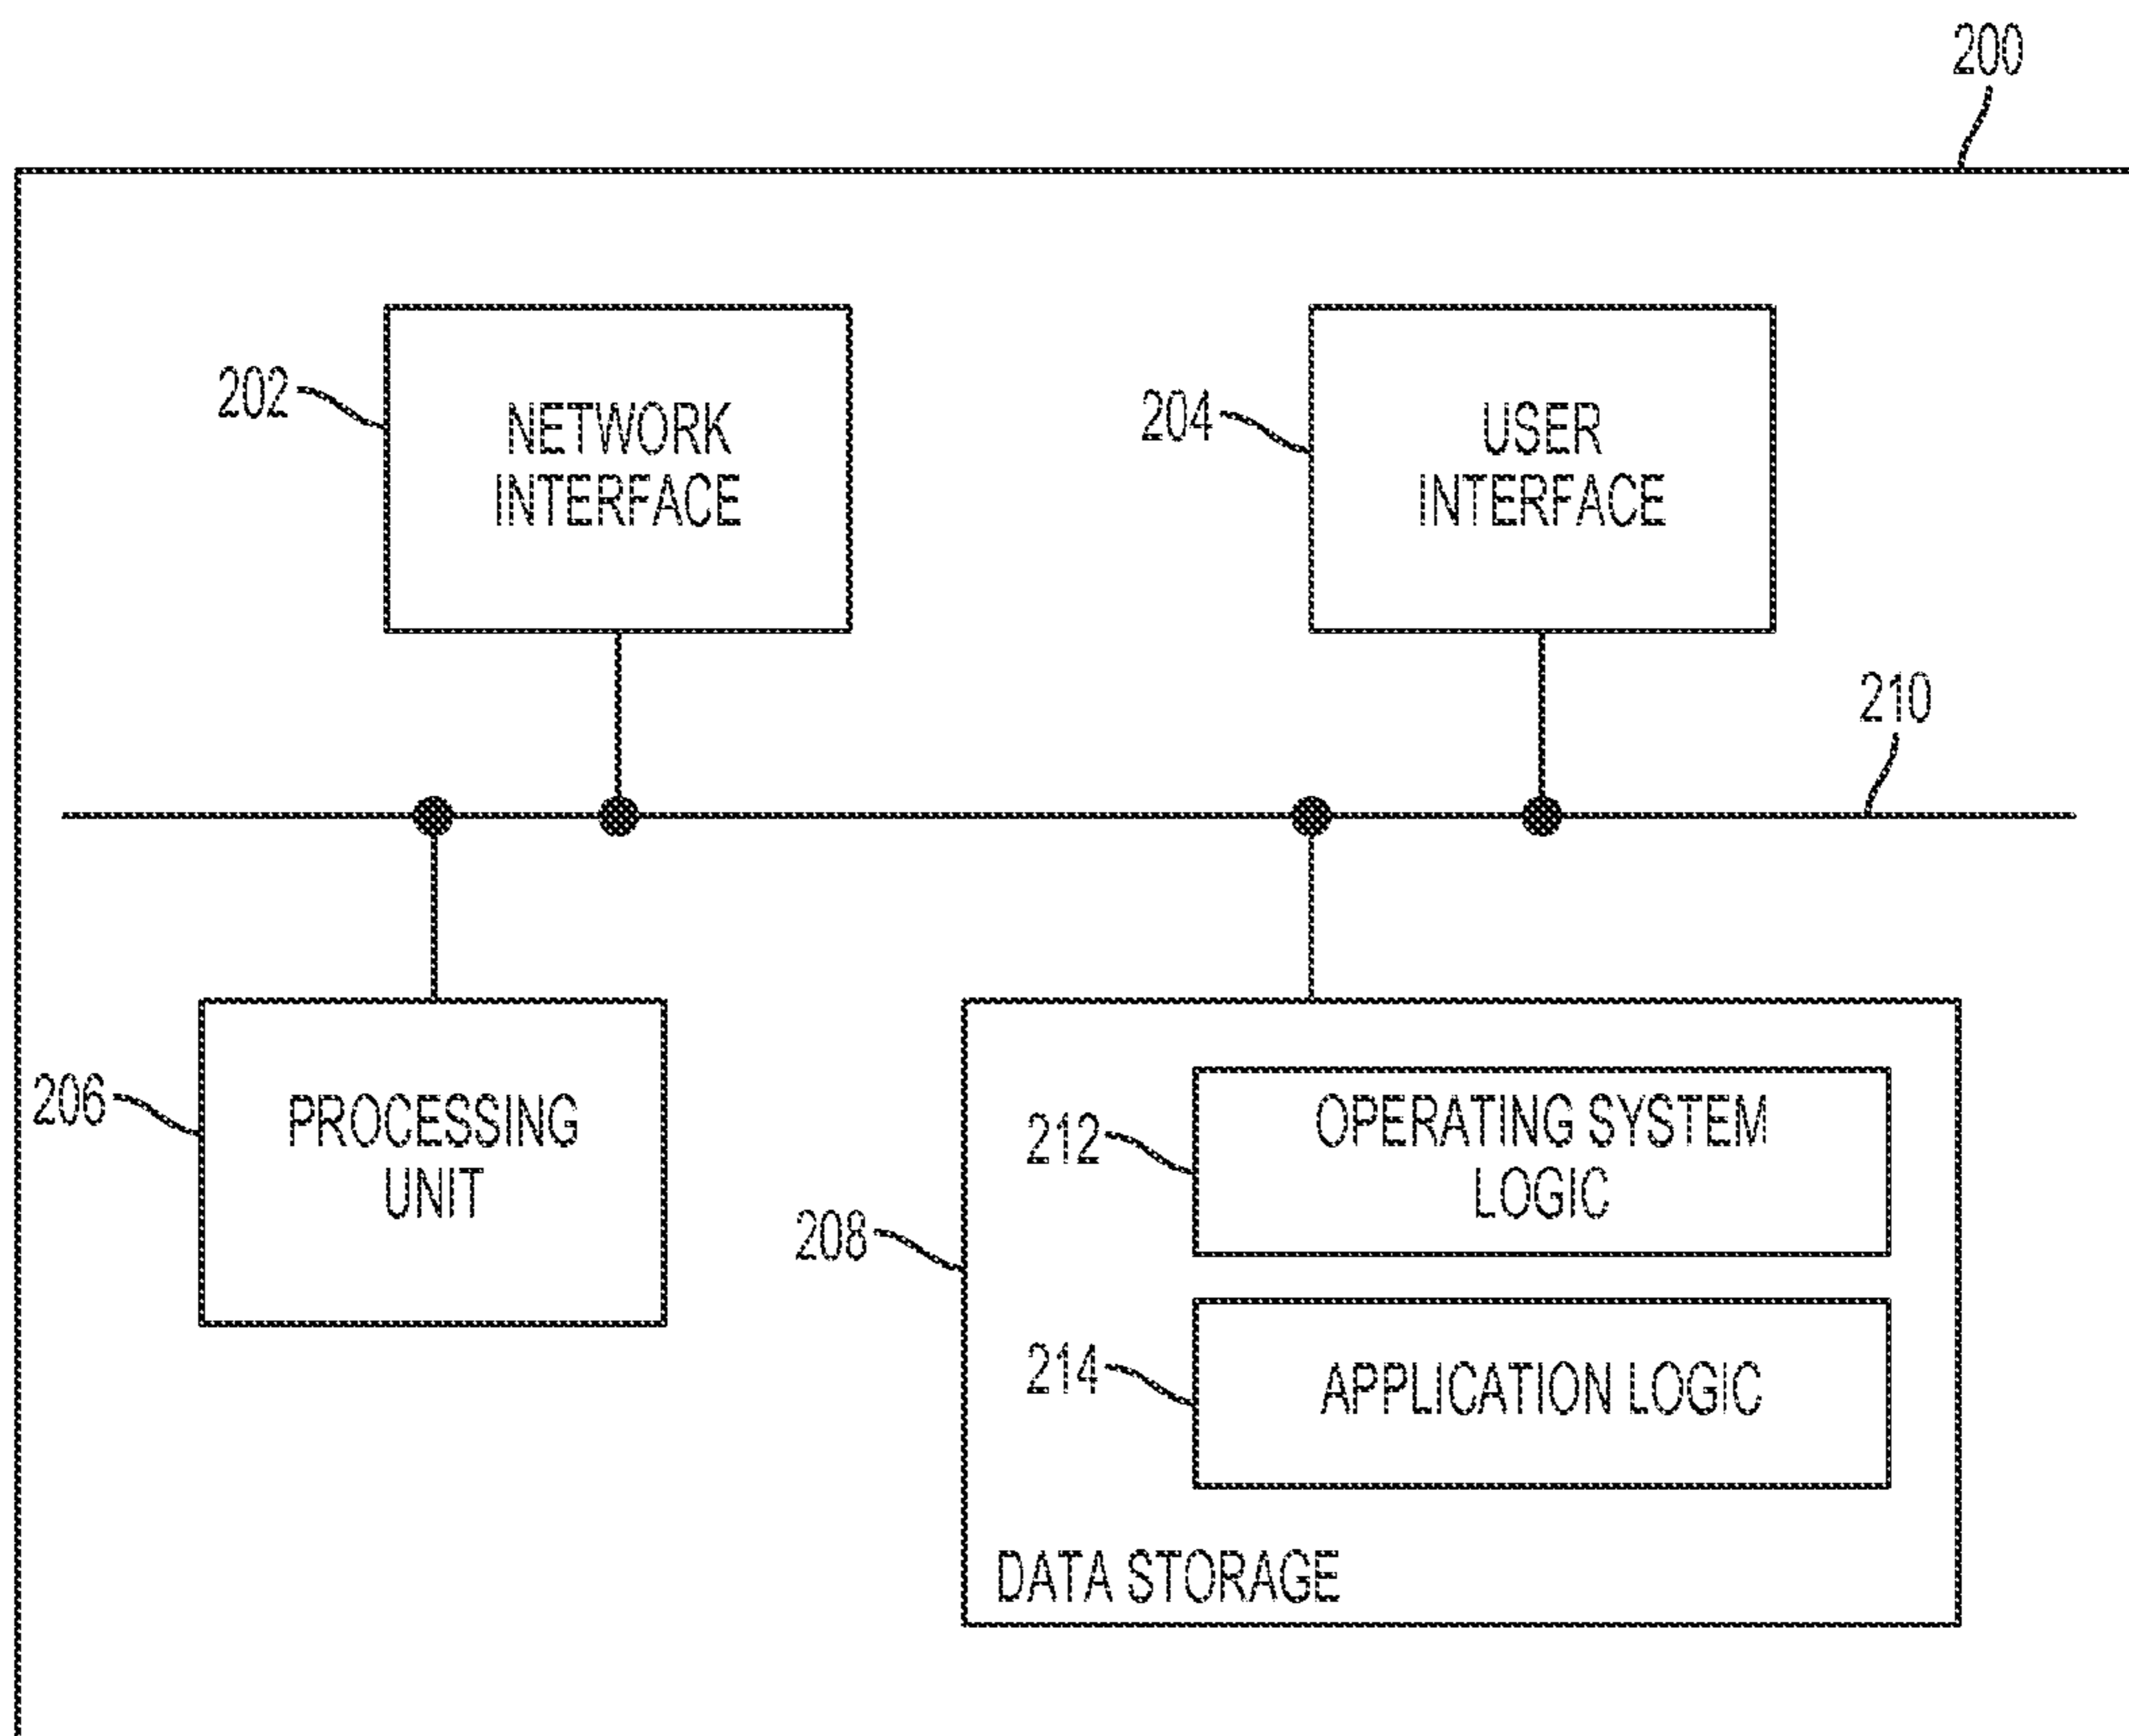 200
202
NETWORK
INTERFACE
204
USER
INTERFACE
210
206
PROCESSING
UNIT
212
OPERATING SYSTEM
LOGIC
208
214
APPLICATION LOGIC
DATA STORAGE